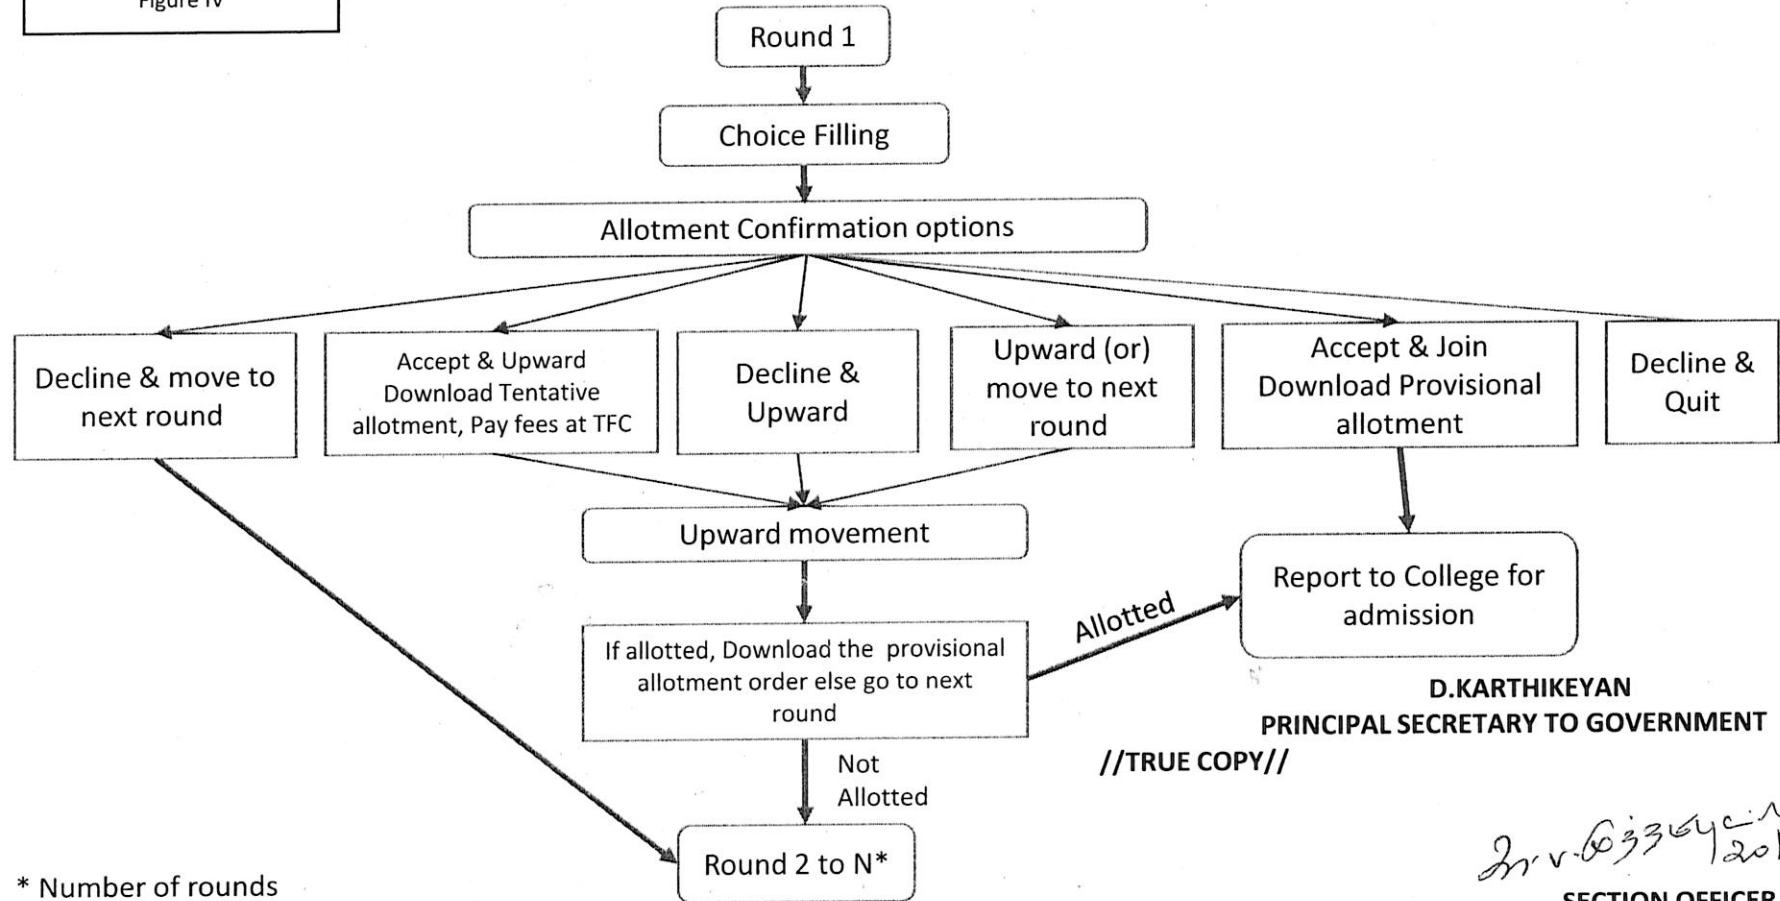 Figure IV
Round 1
Choice Filling
Allotment Confirmation options
Decline & move to
next round
Accept & Upward
Download Tentative
allotment, Pay fees at TFC
Decline &
Upward
Upward (or)
move to next
round
Accept & Join
Download Provisional
allotment
Decline &
Quit
Upward movement
Report to College for
admission
If allotted, Download the provisional
allotment order else go to next
round
Allotted
D.KARTHIKEYAN
PRINCIPAL SECRETARY TO GOVERNMENT
//TRUE COPY//
Not
Allotted
Round 2 to N*
* Number of rounds
SECTION OFFICER